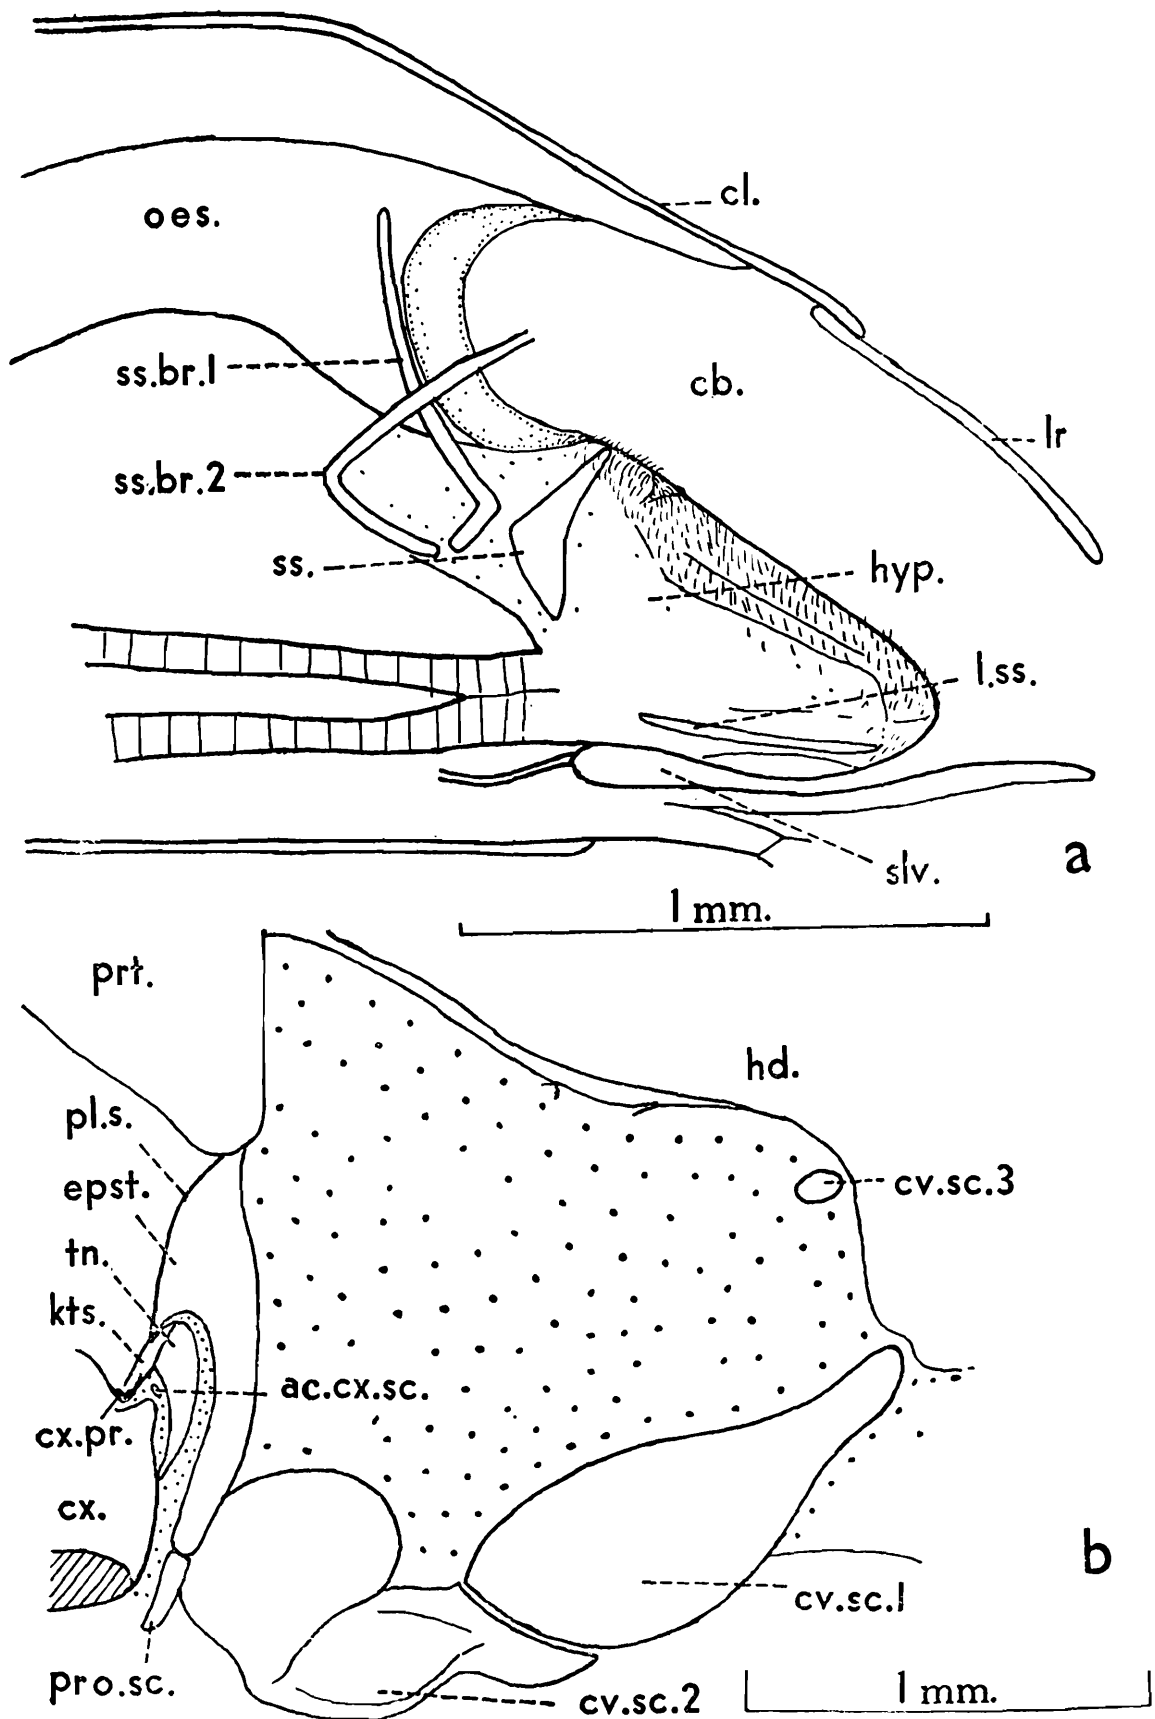 cl.
oes.
ss.br.1
cb.
lr
ss.br.2
ss.
hyp.
l.ss.
a
slv.
1 mm.
prt.
hd.
pl.s.
epst.
cv.sc.3
tn.
kts.
ac.cx.sc.
cx.pr.
cx.
b
cv.sc.1
pro.sc.
cv.sc.2
1 mm.